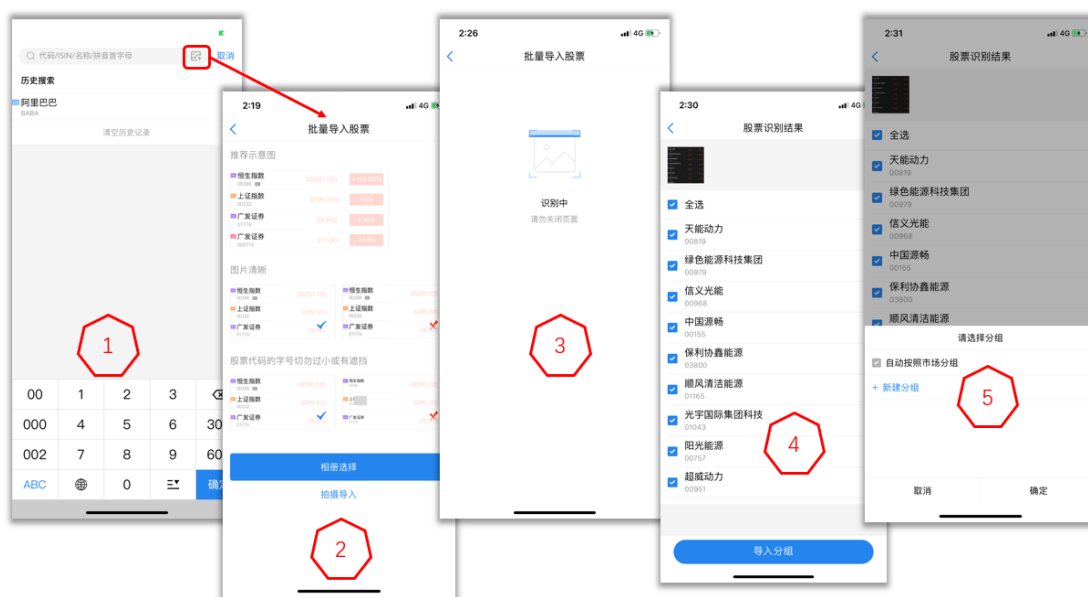 代码/ISIN/名称/拼音首字母
取消
历史搜索
阿里巴巴
BABA
清空历史记录
1
00 1 2 3
000 4 5 6 30
002 7 8 9 60
ABC 0 确定
2:19
4G
批量导入股票
推荐示意图
恒生指数
上证指数
广发证券
01776
广发证券
000776
图片清晰
恒生指数
恒生指数
上证指数
上证指数
广发证券
广发证券
股票代码的字号切勿过小或有遮挡
恒生指数
上证指数
广发证券
相册选择
拍摄导入
2
2:26
4G
批量导入股票
识别中
请勿关闭页面
3
2:30
4G
股票识别结果
全选
天能动力
00819
绿色能源科技集团
00979
信义光能
00968
中国源畅
00155
保利协鑫能源
03800
顺风清洁能源
01165
光宇国际集团科技
01043
阳光能源
00757
超威动力
00951
4
导入分组
2:31
4G
股票识别结果
全选
天能动力
00819
绿色能源科技集团
00979
信义光能
00968
中国源畅
00155
保利协鑫能源
03800
顺风清洁能源
请选择分组
自动按照市场分组
+ 新建分组
5
取消
确定